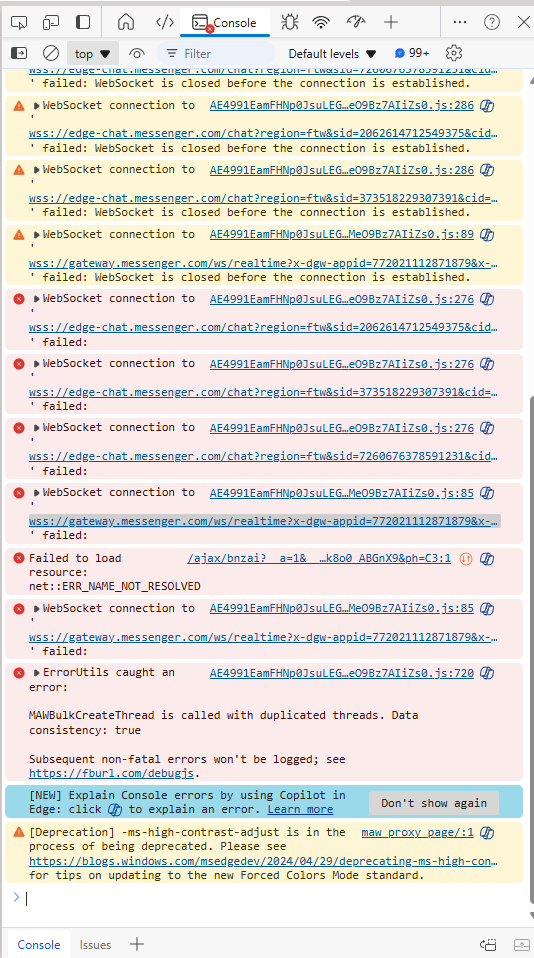 Console
top
Filter
Default levels
99+
wss://edge-chat.messenger.com/chat?region=ftw&sid=7260676378591231&cid…
' failed: WebSocket is closed before the connection is established.
WebSocket connection to AE4991EamFHNp0JsuLEG…eO9Bz7AIiZs0.js:286
'
wss://edge-chat.messenger.com/chat?region=ftw&sid=2062614712549375&cid…
' failed: WebSocket is closed before the connection is established.
WebSocket connection to AE4991EamFHNp0JsuLEG…eO9Bz7AIiZs0.js:286
'
wss://edge-chat.messenger.com/chat?region=ftw&sid=373518229307391&cid=…
' failed: WebSocket is closed before the connection is established.
WebSocket connection to AE4991EamFHNp0JsuLEG…MeO9Bz7AIiZs0.js:89
'
wss://gateway.messenger.com/ws/realtime?x-dgw-appid=772021112871879&x-…
' failed: WebSocket is closed before the connection is established.
WebSocket connection to AE4991EamFHNp0JsuLEG…eO9Bz7AIiZs0.js:276
'
wss://edge-chat.messenger.com/chat?region=ftw&sid=2062614712549375&cid…
' failed:
WebSocket connection to AE4991EamFHNp0JsuLEG…eO9Bz7AIiZs0.js:276
'
wss://edge-chat.messenger.com/chat?region=ftw&sid=373518229307391&cid=…
' failed:
WebSocket connection to AE4991EamFHNp0JsuLEG…eO9Bz7AIiZs0.js:276
'
wss://edge-chat.messenger.com/chat?region=ftw&sid=7260676378591231&cid…
' failed:
WebSocket connection to AE4991EamFHNp0JsuLEG…MeO9Bz7AIiZs0.js:85
'
wss://gateway.messenger.com/ws/realtime?x-dgw-appid=772021112871879&x-…
' failed:
Failed to load /ajax/bnzai?__a=1&__…k8o0_ABGnX9&ph=C3:1
resource:
net::ERR_NAME_NOT_RESOLVED
WebSocket connection to AE4991EamFHNp0JsuLEG…MeO9Bz7AIiZs0.js:85
'
wss://gateway.messenger.com/ws/realtime?x-dgw-appid=772021112871879&x-…
' failed:
ErrorUtils caught an AE4991EamFHNp0JsuLEG…eO9Bz7AIiZs0.js:720
error:
MAWBulkCreateThread is called with duplicated threads. Data
consistency: true
Subsequent non-fatal errors won't be logged; see
https://fburl.com/debugjs.
[NEW] Explain Console errors by using Copilot in
Edge: click to explain an error. Learn more
Don't show again
[Deprecation] -ms-high-contrast-adjust is in the maw_proxy_page/:1
process of being deprecated. Please see
https://blogs.windows.com/msedgedev/2024/04/29/deprecating-ms-high-con…
for tips on updating to the new Forced Colors Mode standard.
Console
Issues